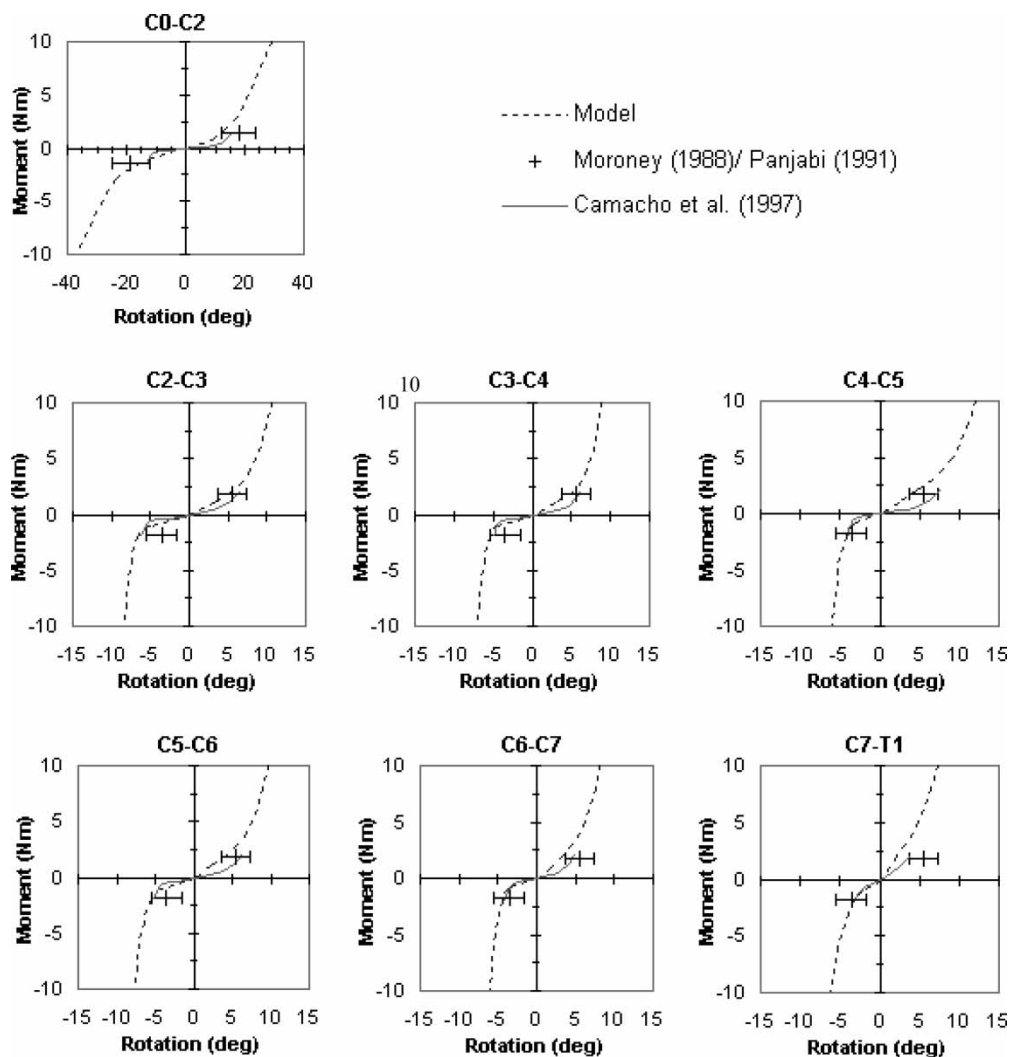 C0-C2
10
5
0
-5
-10
Moment (Nm)
-40 -20 0 20 40
Rotation (deg)
Model
Moroney (1988)/ Panjabi (1991)
Camacho et al. (1997)
C2-C3
10
5
0
-5
-10
Moment (Nm)
-15 -10 -5 0 5 10 15
Rotation (deg)
10
C3-C4
10
5
0
-5
-10
Moment (Nm)
-15 -10 -5 0 5 10 15
Rotation (deg)
C4-C5
10
5
0
-5
-10
Moment (Nm)
-15 -10 -5 0 5 10 15
Rotation (deg)
C5-C6
10
5
0
-5
-10
Moment (Nm)
-15 -10 -5 0 5 10 15
Rotation (deg)
C6-C7
10
5
0
-5
-10
Moment (Nm)
-15 -10 -5 0 5 10 15
Rotation (deg)
C7-T1
10
5
0
-5
-10
Moment (Nm)
-15 -10 -5 0 5 10 15
Rotation (deg)